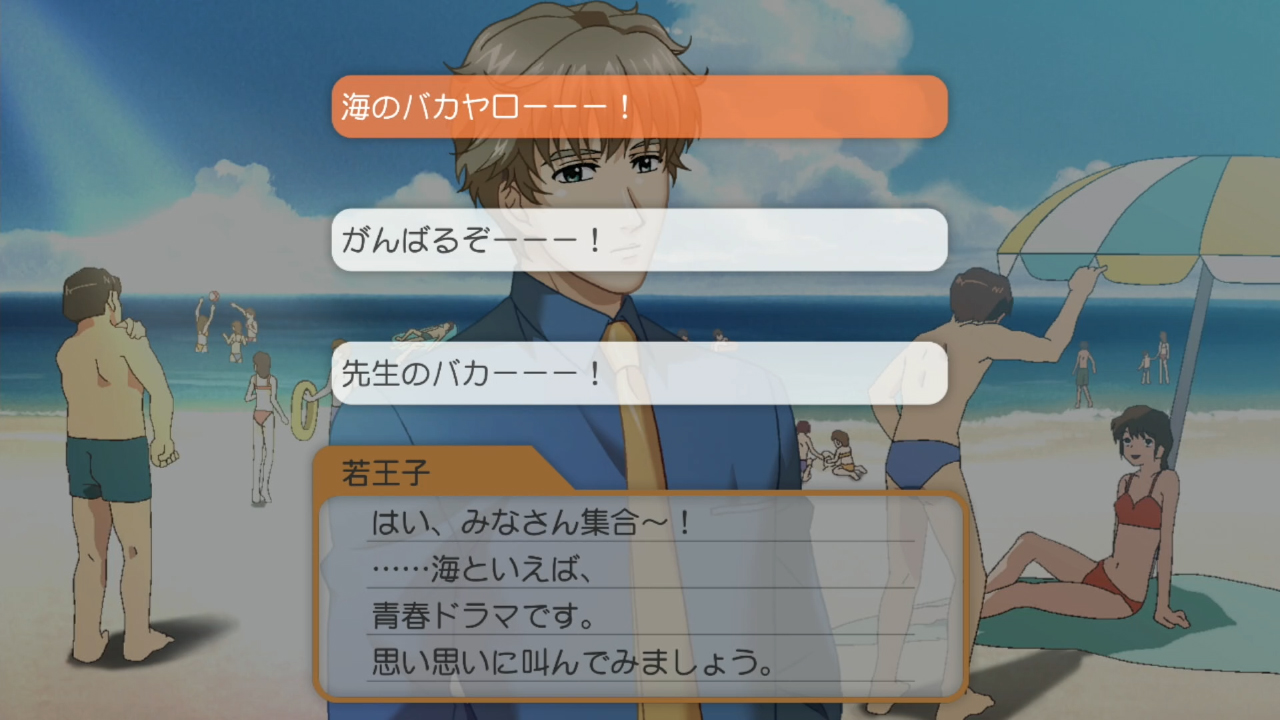 海のバカヤローーー！
がんばるぞーーー！
先生のバカーーー！
若王子
はい、みなさん集合～！
……海といえば、
青春ドラマです。
思い思いに叫んでみましょう。